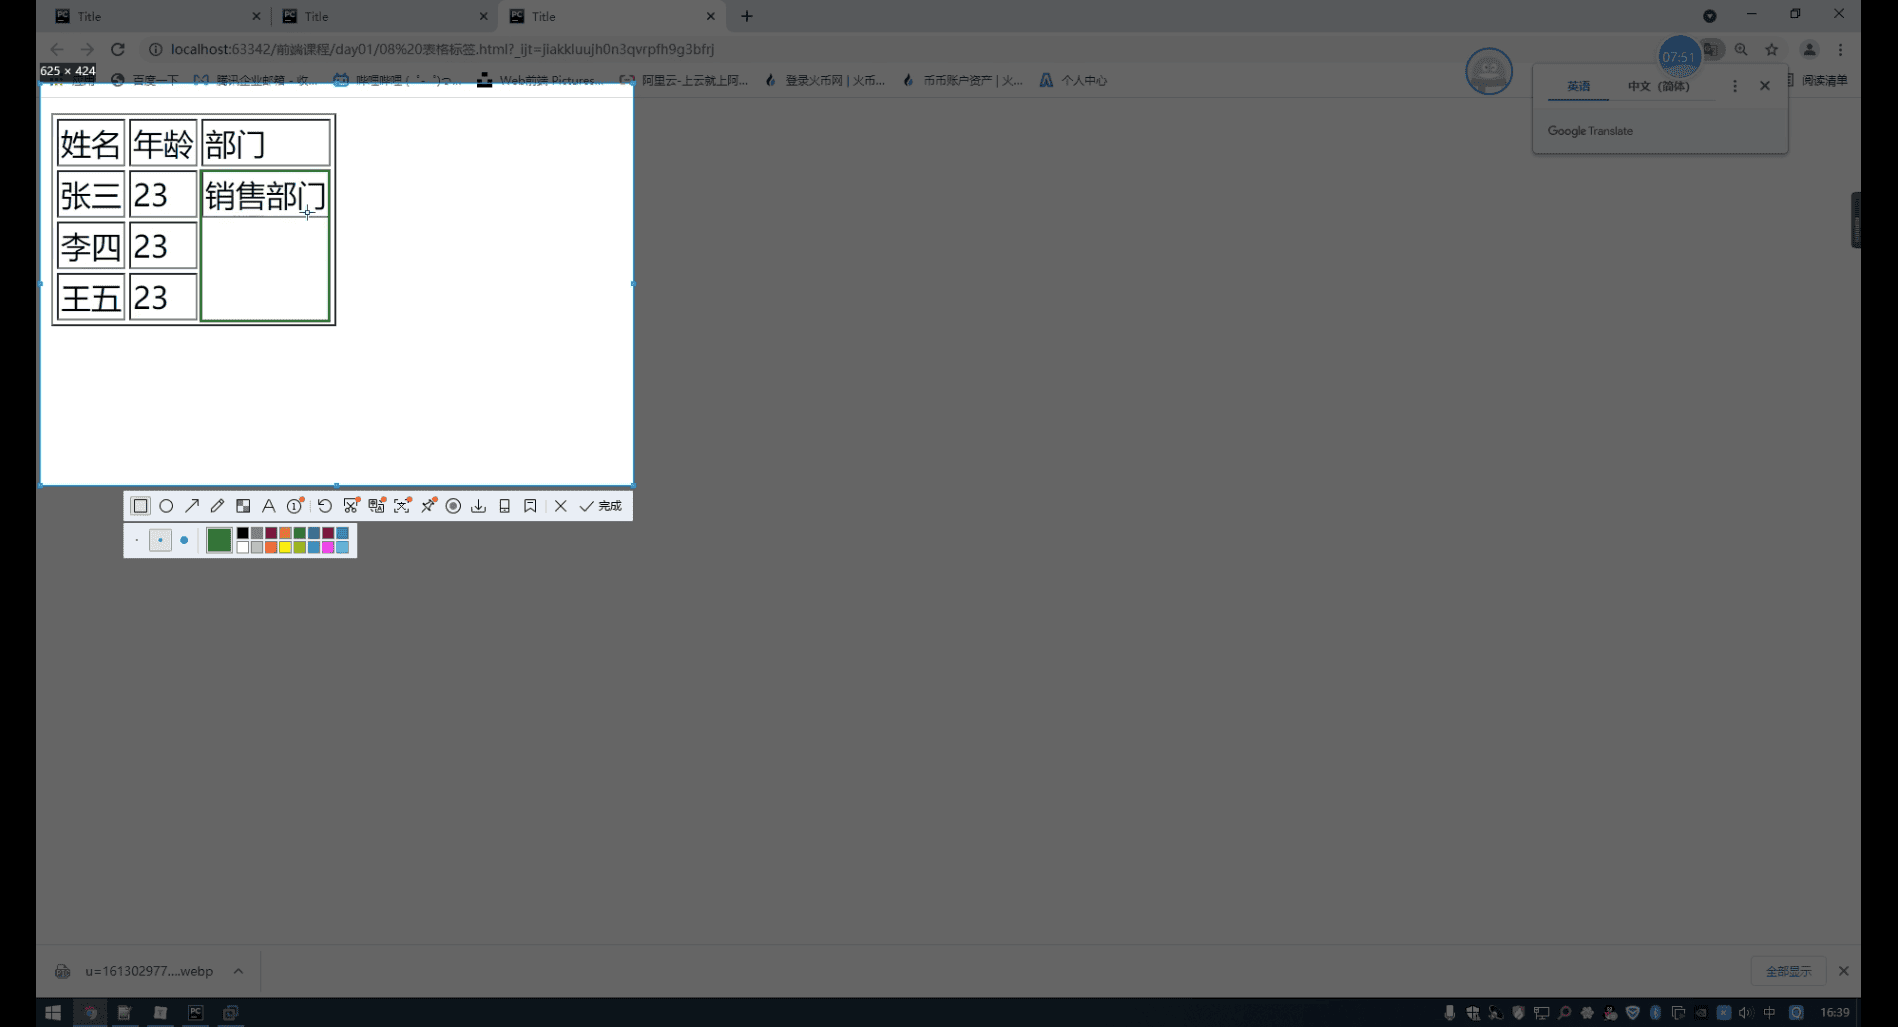 Title
Title
Title
localhost:63342/前端课程/day01/08%20表格标签.html?_ijt=jiakkluujh0n3qvrpfh9g3bfrj
07:51
625 × 424
应用
百度一下
腾讯企业邮箱 - 收...
哔哩哔哩 (゜-゜)つ...
Web前端 Pictures...
阿里云-上云就上阿...
登录火币网 | 火币...
币币账户资产 | 火...
个人中心
阅读清单
英语
中文（简体）
Google Translate
姓名 年龄 部门
张三 23 销售部门
李四 23
王五 23
完成
u=161302977....webp
全部显示
中
16:39